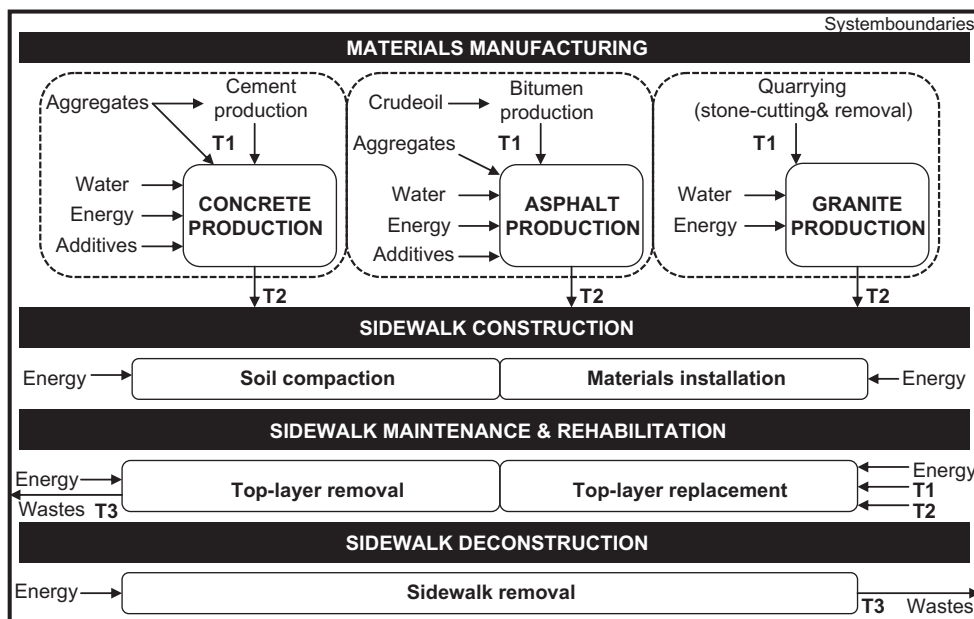 Systemboundaries
MATERIALS MANUFACTURING
Aggregates
Cement
production
T1
Water
Energy
Additives
CONCRETE
PRODUCTION
T2
Crudeoil
Bitumen
production
Aggregates
T1
Water
Energy
Additives
ASPHALT
PRODUCTION
T2
Quarrying
(stone-cutting& removal)
T1
Water
Energy
GRANITE
PRODUCTION
T2
SIDEWALK CONSTRUCTION
Energy
Soil compaction
Materials installation
Energy
SIDEWALK MAINTENANCE & REHABILITATION
Energy
Wastes T3
Top-layer removal
Top-layer replacement
Energy
T1
T2
SIDEWALK DECONSTRUCTION
Energy
Sidewalk removal
T3 Wastes